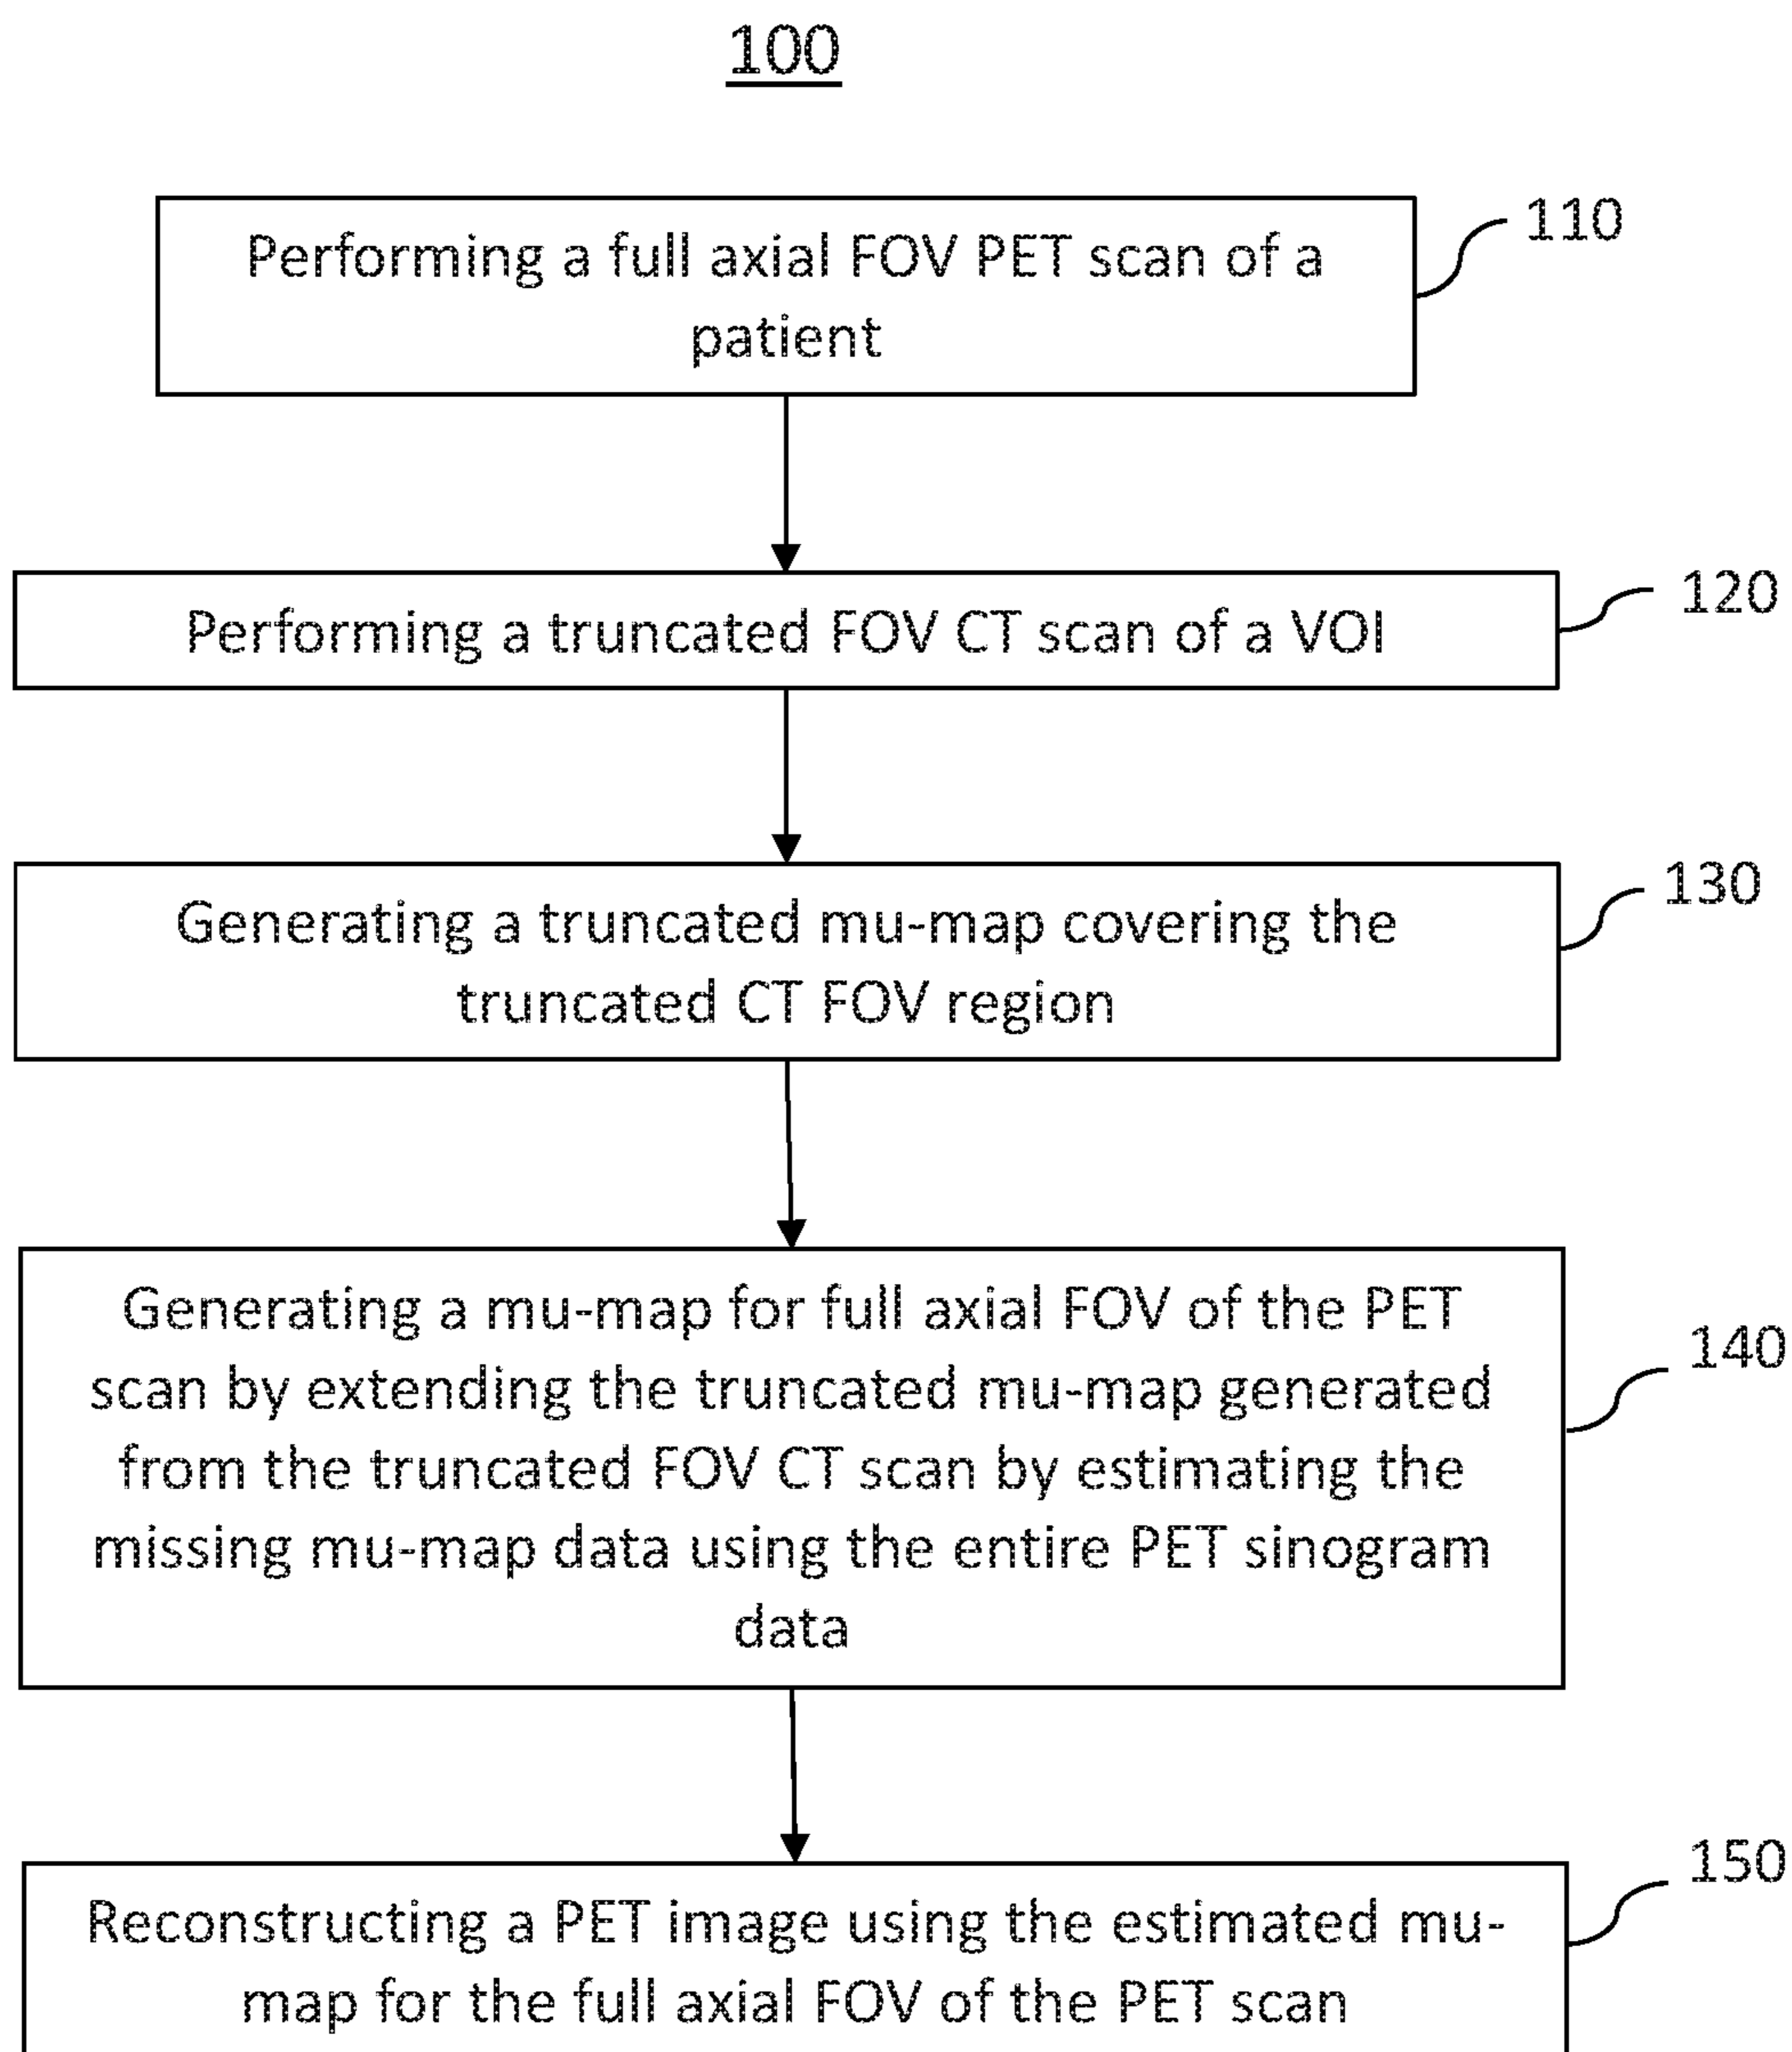 100
Performing a full axial FOV PET scan of a
patient
110
Performing a truncated FOV CT scan of a VOI
120
Generating a truncated mu-map covering the
truncated CT FOV region
130
Generating a mu-map for full axial FOV of the PET
scan by extending the truncated mu-map generated
from the truncated FOV CT scan by estimating the
missing mu-map data using the entire PET sinogram
data
140
Reconstructing a PET image using the estimated mu-
map for the full axial FOV of the PET scan
150